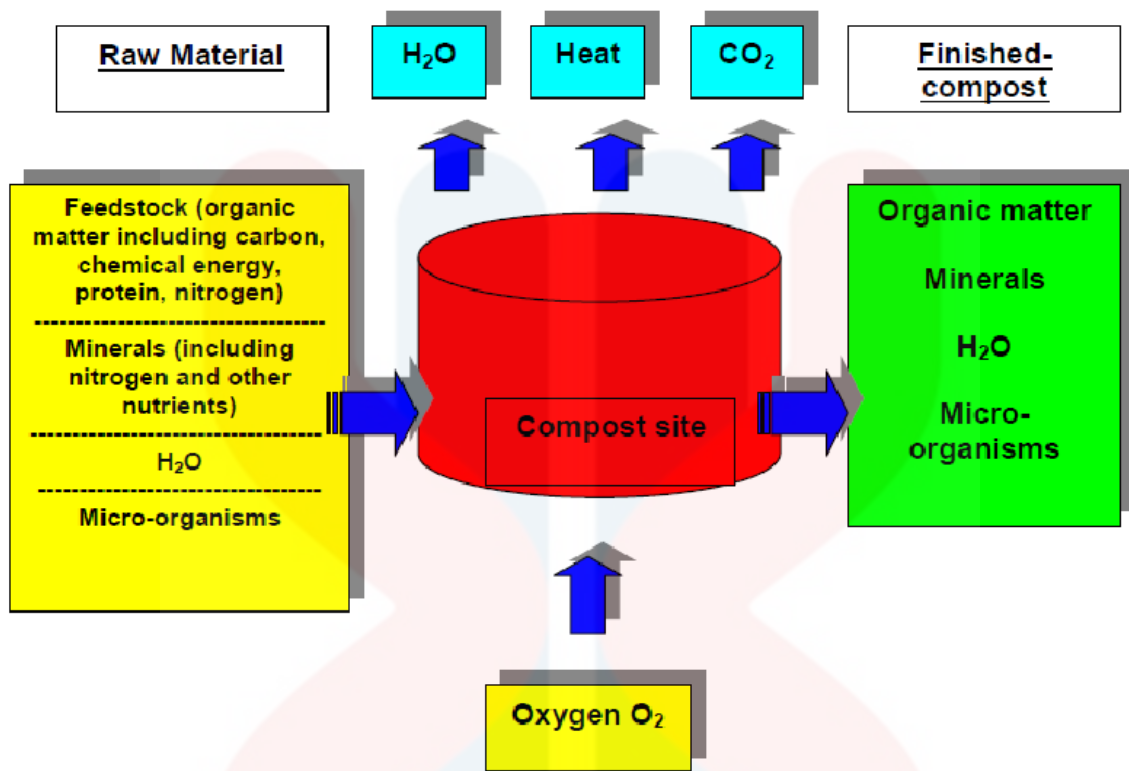 Raw Material
H₂O
Heat
CO₂
Finished-
compost
Feedstock (organic
matter including carbon,
chemical energy,
protein, nitrogen)
Minerals (including
nitrogen and other
nutrients)
H₂O
Micro-organisms
Compost site
Organic matter
Minerals
H₂O
Micro-
organisms
Oxygen O₂